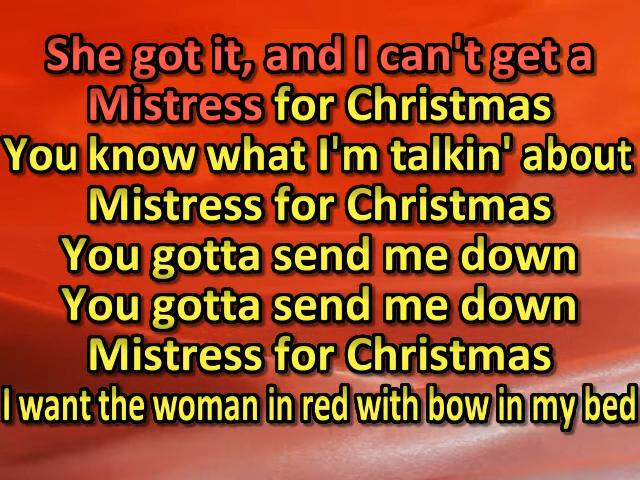 She got it, and I can't get a
Mistress for Christmas
You know what I'm talkin' about
Mistress for Christmas
You gotta send me down
You gotta send me down
Mistress for Christmas
I want the woman in red with bow in my bed